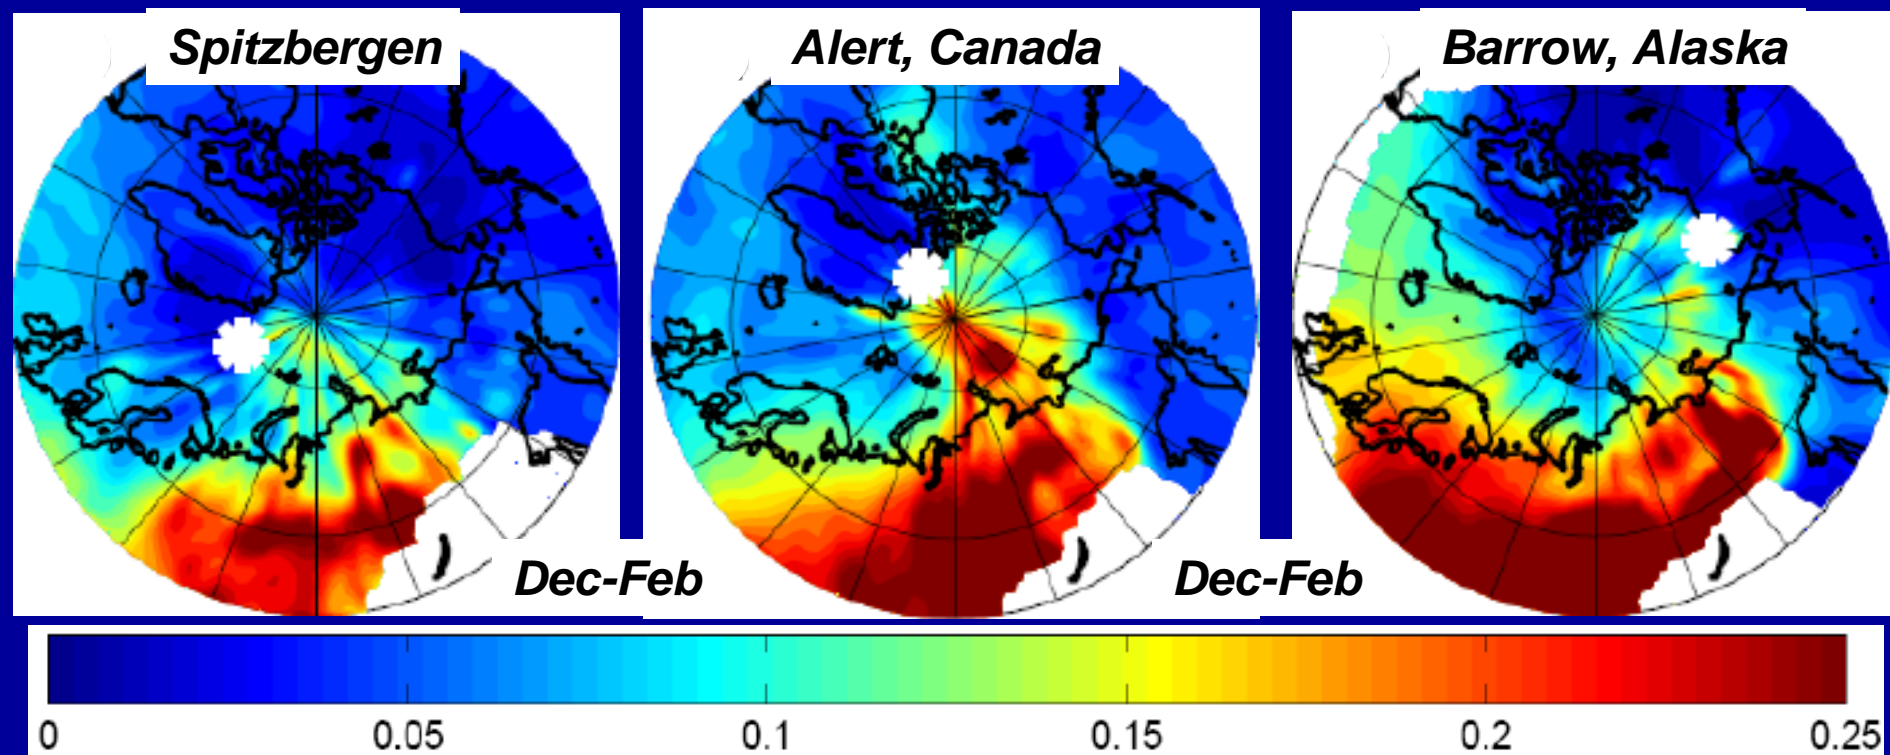 Spitzbergen
Alert, Canada
Barrow, Alaska
Dec-Feb
Dec-Feb
0 0.05 0.1 0.15 0.2 0.25